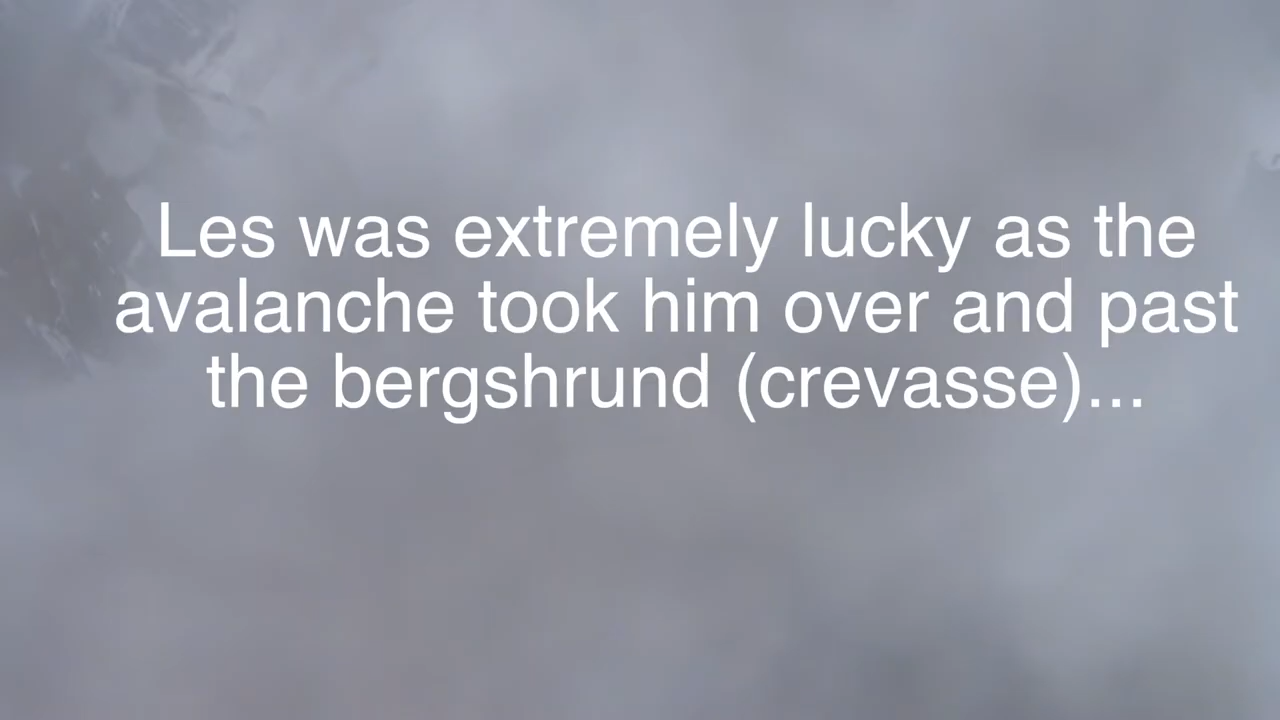 Les was extremely lucky as the
avalanche took him over and past
the bergshrund (crevasse)...